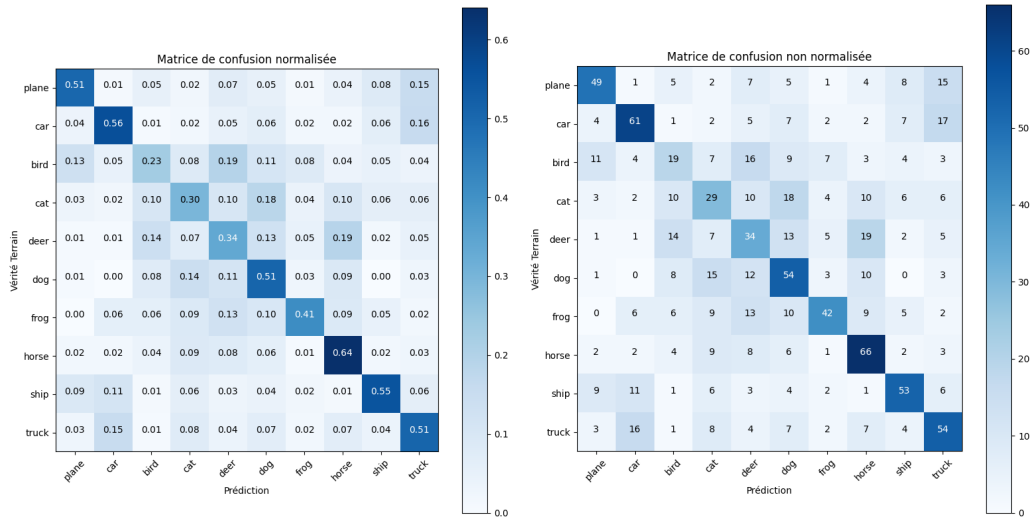 Matrice de confusion normalisée
plane 0.51 0.01 0.05 0.02 0.07 0.05 0.01 0.04 0.08 0.15
car 0.04 0.56 0.01 0.02 0.05 0.06 0.02 0.02 0.06 0.16
bird 0.13 0.05 0.23 0.08 0.19 0.11 0.08 0.04 0.05 0.04
cat 0.03 0.02 0.10 0.30 0.10 0.18 0.04 0.10 0.06 0.06
deer 0.01 0.01 0.14 0.07 0.34 0.13 0.05 0.19 0.02 0.05
dog 0.01 0.00 0.08 0.14 0.11 0.51 0.03 0.09 0.00 0.03
frog 0.00 0.06 0.06 0.09 0.13 0.10 0.41 0.09 0.05 0.02
horse 0.02 0.02 0.04 0.09 0.08 0.06 0.01 0.64 0.02 0.03
ship 0.09 0.11 0.01 0.06 0.03 0.04 0.02 0.01 0.55 0.06
truck 0.03 0.15 0.01 0.08 0.04 0.07 0.02 0.07 0.04 0.51
plane car bird cat deer dog frog horse ship truck
Vérité Terrain
Prédiction
0.6
0.5
0.4
0.3
0.2
0.1
0.0
Matrice de confusion non normalisée
plane 49 1 5 2 7 5 1 4 8 15
car 4 61 1 2 5 7 2 2 7 17
bird 11 4 19 7 16 9 7 3 4 3
cat 3 2 10 29 10 18 4 10 6 6
deer 1 1 14 7 34 13 5 19 2 5
dog 1 0 8 15 12 54 3 10 0 3
frog 0 6 6 9 13 10 42 9 5 2
horse 2 2 4 9 8 6 1 66 2 3
ship 9 11 1 6 3 4 2 1 53 6
truck 3 16 1 8 4 7 2 7 4 54
plane car bird cat deer dog frog horse ship truck
Vérité Terrain
Prédiction
60
50
40
30
20
10
0